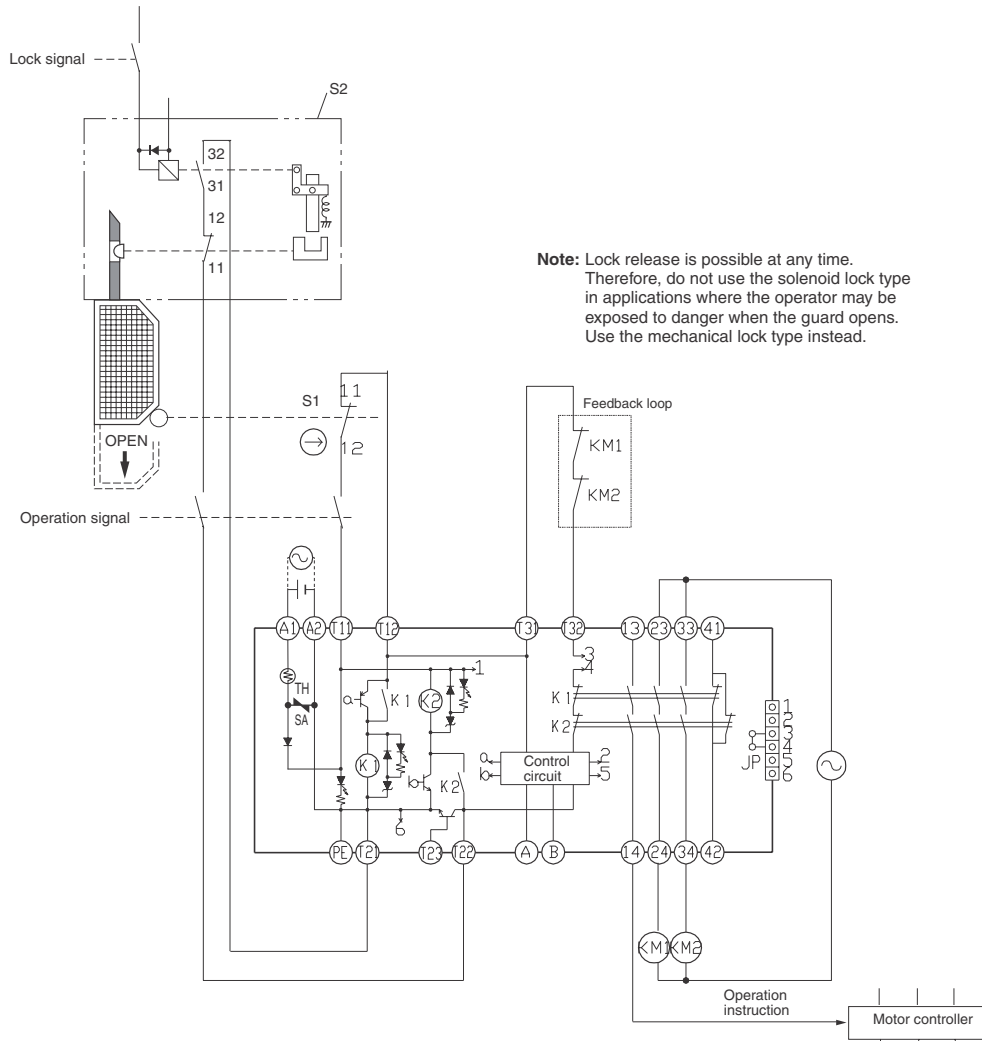 Lock signal
S2
32
31
12
11
Note: Lock release is possible at any time.
Therefore, do not use the solenoid lock type
in applications where the operator may be
exposed to danger when the guard opens.
Use the mechanical lock type instead.
S1
11
12
Feedback loop
KM1
KM2
OPEN
Operation signal
A1 A2 T11 T12 T31 T32 13 23 33 41
TH
SA
a
K1
K2
1
3
4
K1
K2
K1
b
K2
a
b
Control
circuit
2
5
6
JP
1
2
3
4
5
6
PE T21 T23 T22 A B 14 24 34 42
KM1 KM2
Operation
instruction
Motor controller